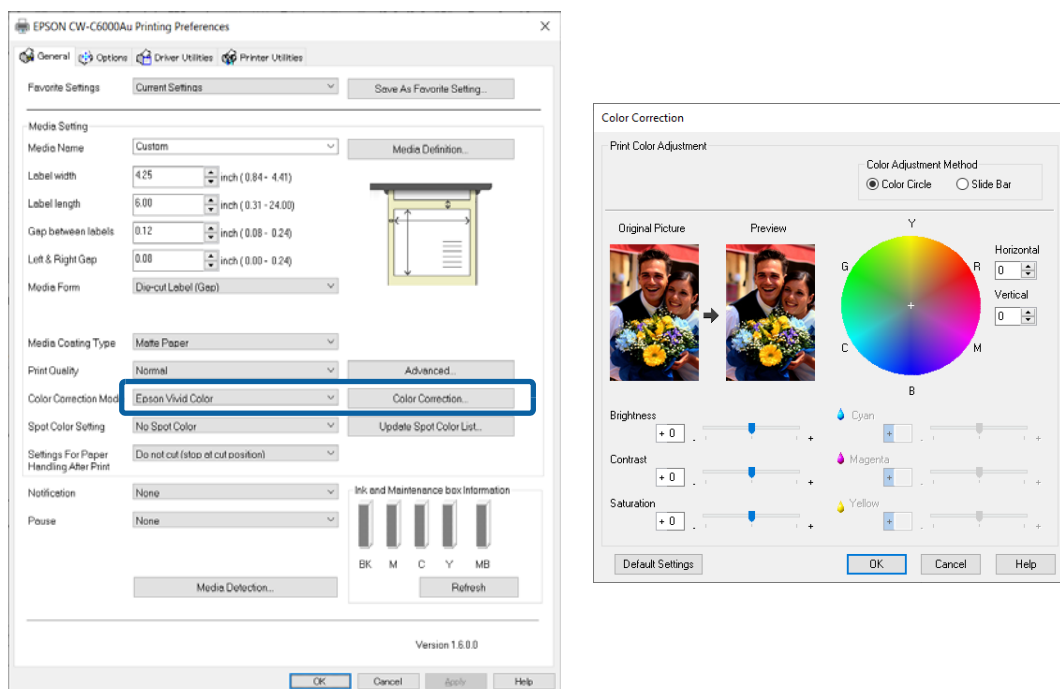 EPSON CW-C6000Au Printing Preferences
General Options Driver Utilities Printer Utilities
Favorite Settings Current Settings Save As Favorite Setting...
Media Setting
Media Name Custom Media Definition...
Label width 4.25 inch ( 0.84 - 4.41)
Label length 6.00 inch ( 0.31 - 24.00)
Gap between labels 0.12 inch ( 0.08 - 0.24)
Left & Right Gap 0.08 inch ( 0.00 - 0.24)
Media Form Die-cut Label (Gap)
Media Coating Type Matte Paper
Print Quality Normal Advanced...
Color Correction Mod Epson Vivid Color Color Correction...
Spot Color Setting No Spot Color Update Spot Color List...
Settings For Paper
Handling After Print Do not cut (stop at cut position)
Notification None
Pause None
Ink and Maintenance box Information
BK M C Y MB
Media Detection... Refresh
Version 1.6.0.0
OK Cancel Apply Help
Color Correction
Print Color Adjustment
Color Adjustment Method
Color Circle Slide Bar
Original Picture Preview
Y
G R
C M
B
Horizontal
0
Vertical
0
Brightness
+ 0 - +
Contrast
+ 0 - +
Saturation
+ 0 - +
Cyan
+ - +
Magenta
+ - +
Yellow
+ - +
Default Settings OK Cancel Help